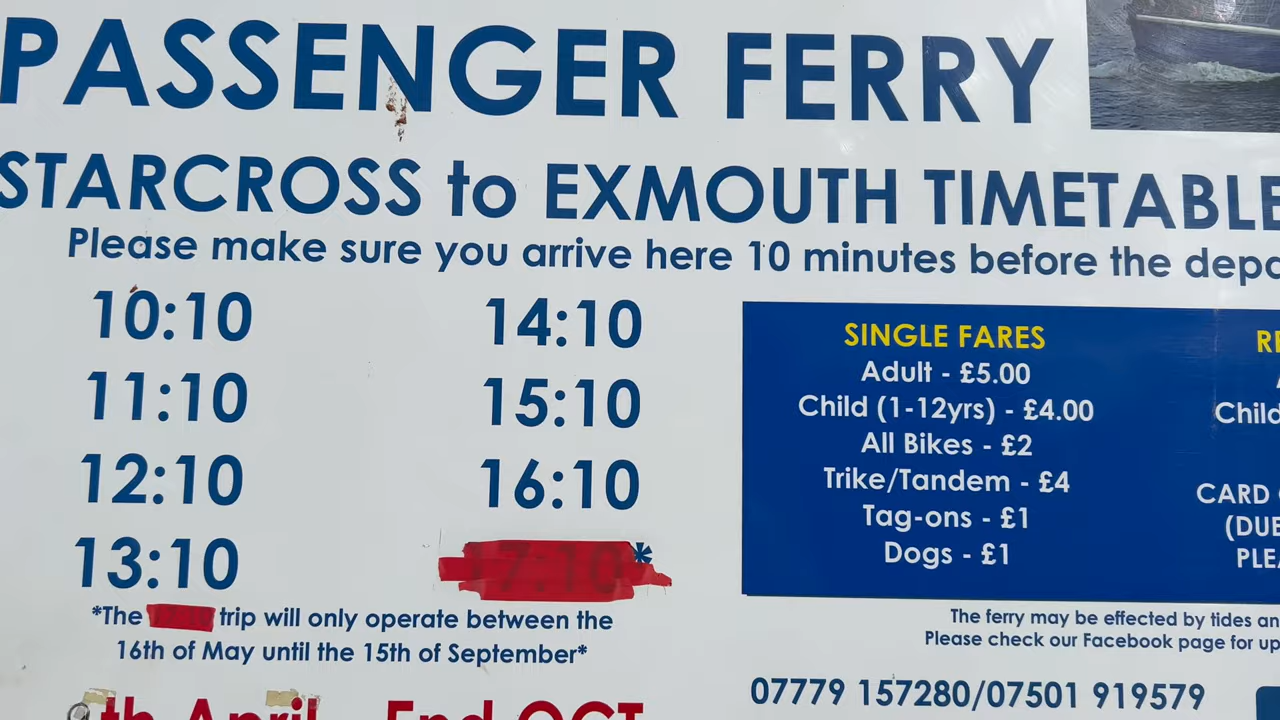 PASSENGER FERRY
STARCROSS to EXMOUTH TIMETABLE
Please make sure you arrive here 10 minutes before the depa
10:10
11:10
12:10
13:10
14:10
15:10
16:10
17:10*
*The trip will only operate between the
16th of May until the 15th of September*
th April - End OCT
SINGLE FARES
Adult - £5.00
Child (1-12yrs) - £4.00
All Bikes - £2
Trike/Tandem - £4
Tag-ons - £1
Dogs - £1
RE
Child
CARD
(DUE
PLEA
The ferry may be effected by tides an
Please check our Facebook page for up
07779 157280/07501 919579